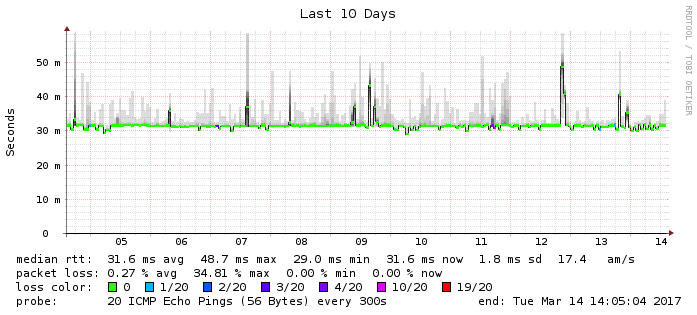 Last 10 Days
RRDTOOL / TOBI OETIKER
Seconds
50 m
40 m
30 m
20 m
10 m
0
05 06 07 08 09 10 11 12 13 14
median rtt: 31.6 ms avg 48.7 ms max 29.0 ms min 31.6 ms now 1.8 ms sd 17.4 am/s
packet loss: 0.27 % avg 34.81 % max 0.00 % min 0.00 % now
loss color: 0 1/20 2/20 3/20 4/20 10/20 19/20
probe: 20 ICMP Echo Pings (56 Bytes) every 300s end: Tue Mar 14 14:05:04 2017